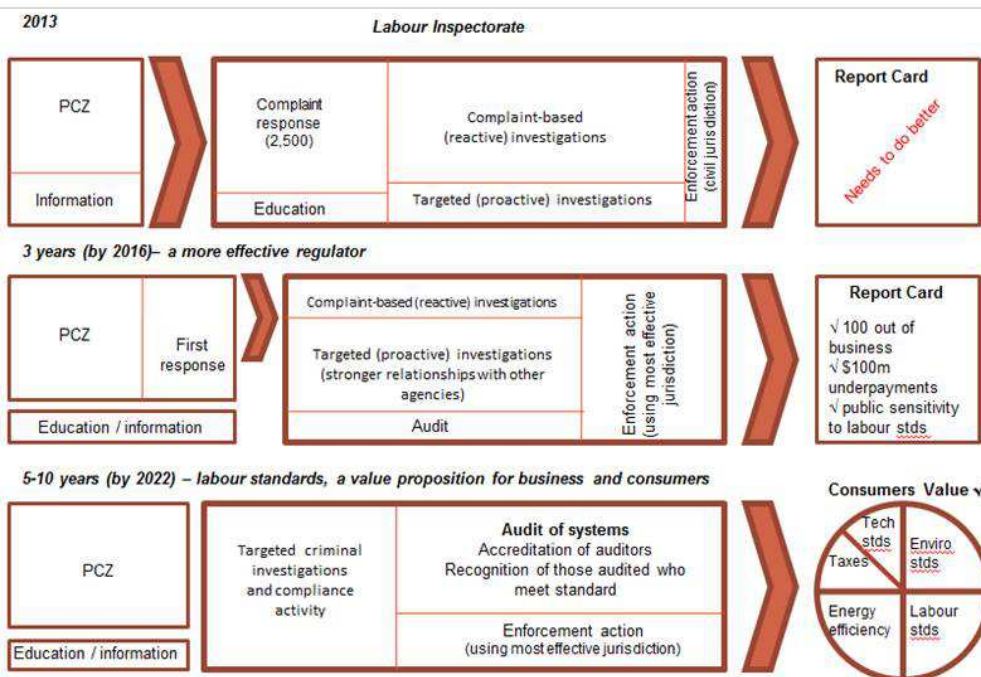 2013
Labour Inspectorate
PCZ
Information
Complaint
response
(2,500)
Education
Complaint-based
(reactive) investigations
Targeted (proactive) investigations
Enforcement action
(civil jurisdiction)
Report Card
Needs to do better
3 years (by 2016)– a more effective regulator
PCZ
First
response
Education / information
Complaint-based (reactive) investigations
Targeted (proactive) investigations
(stronger relationships with other
agencies)
Audit
Enforcement action
(using most effective
jurisdiction)
Report Card
√ 100 out of
business
√ $100m
underpayments
√ public sensitivity
to labour stds
5-10 years (by 2022) – labour standards, a value proposition for business and consumers
PCZ
Education / information
Targeted criminal
investigations
and compliance
activity
Audit of systems
Accreditation of auditors
Recognition of those audited who
meet standard
Enforcement action
(using most effective jurisdiction)
Consumers Value √
Tech
stds
Taxes
Enviro
stds
Energy
efficiency
Labour
stds